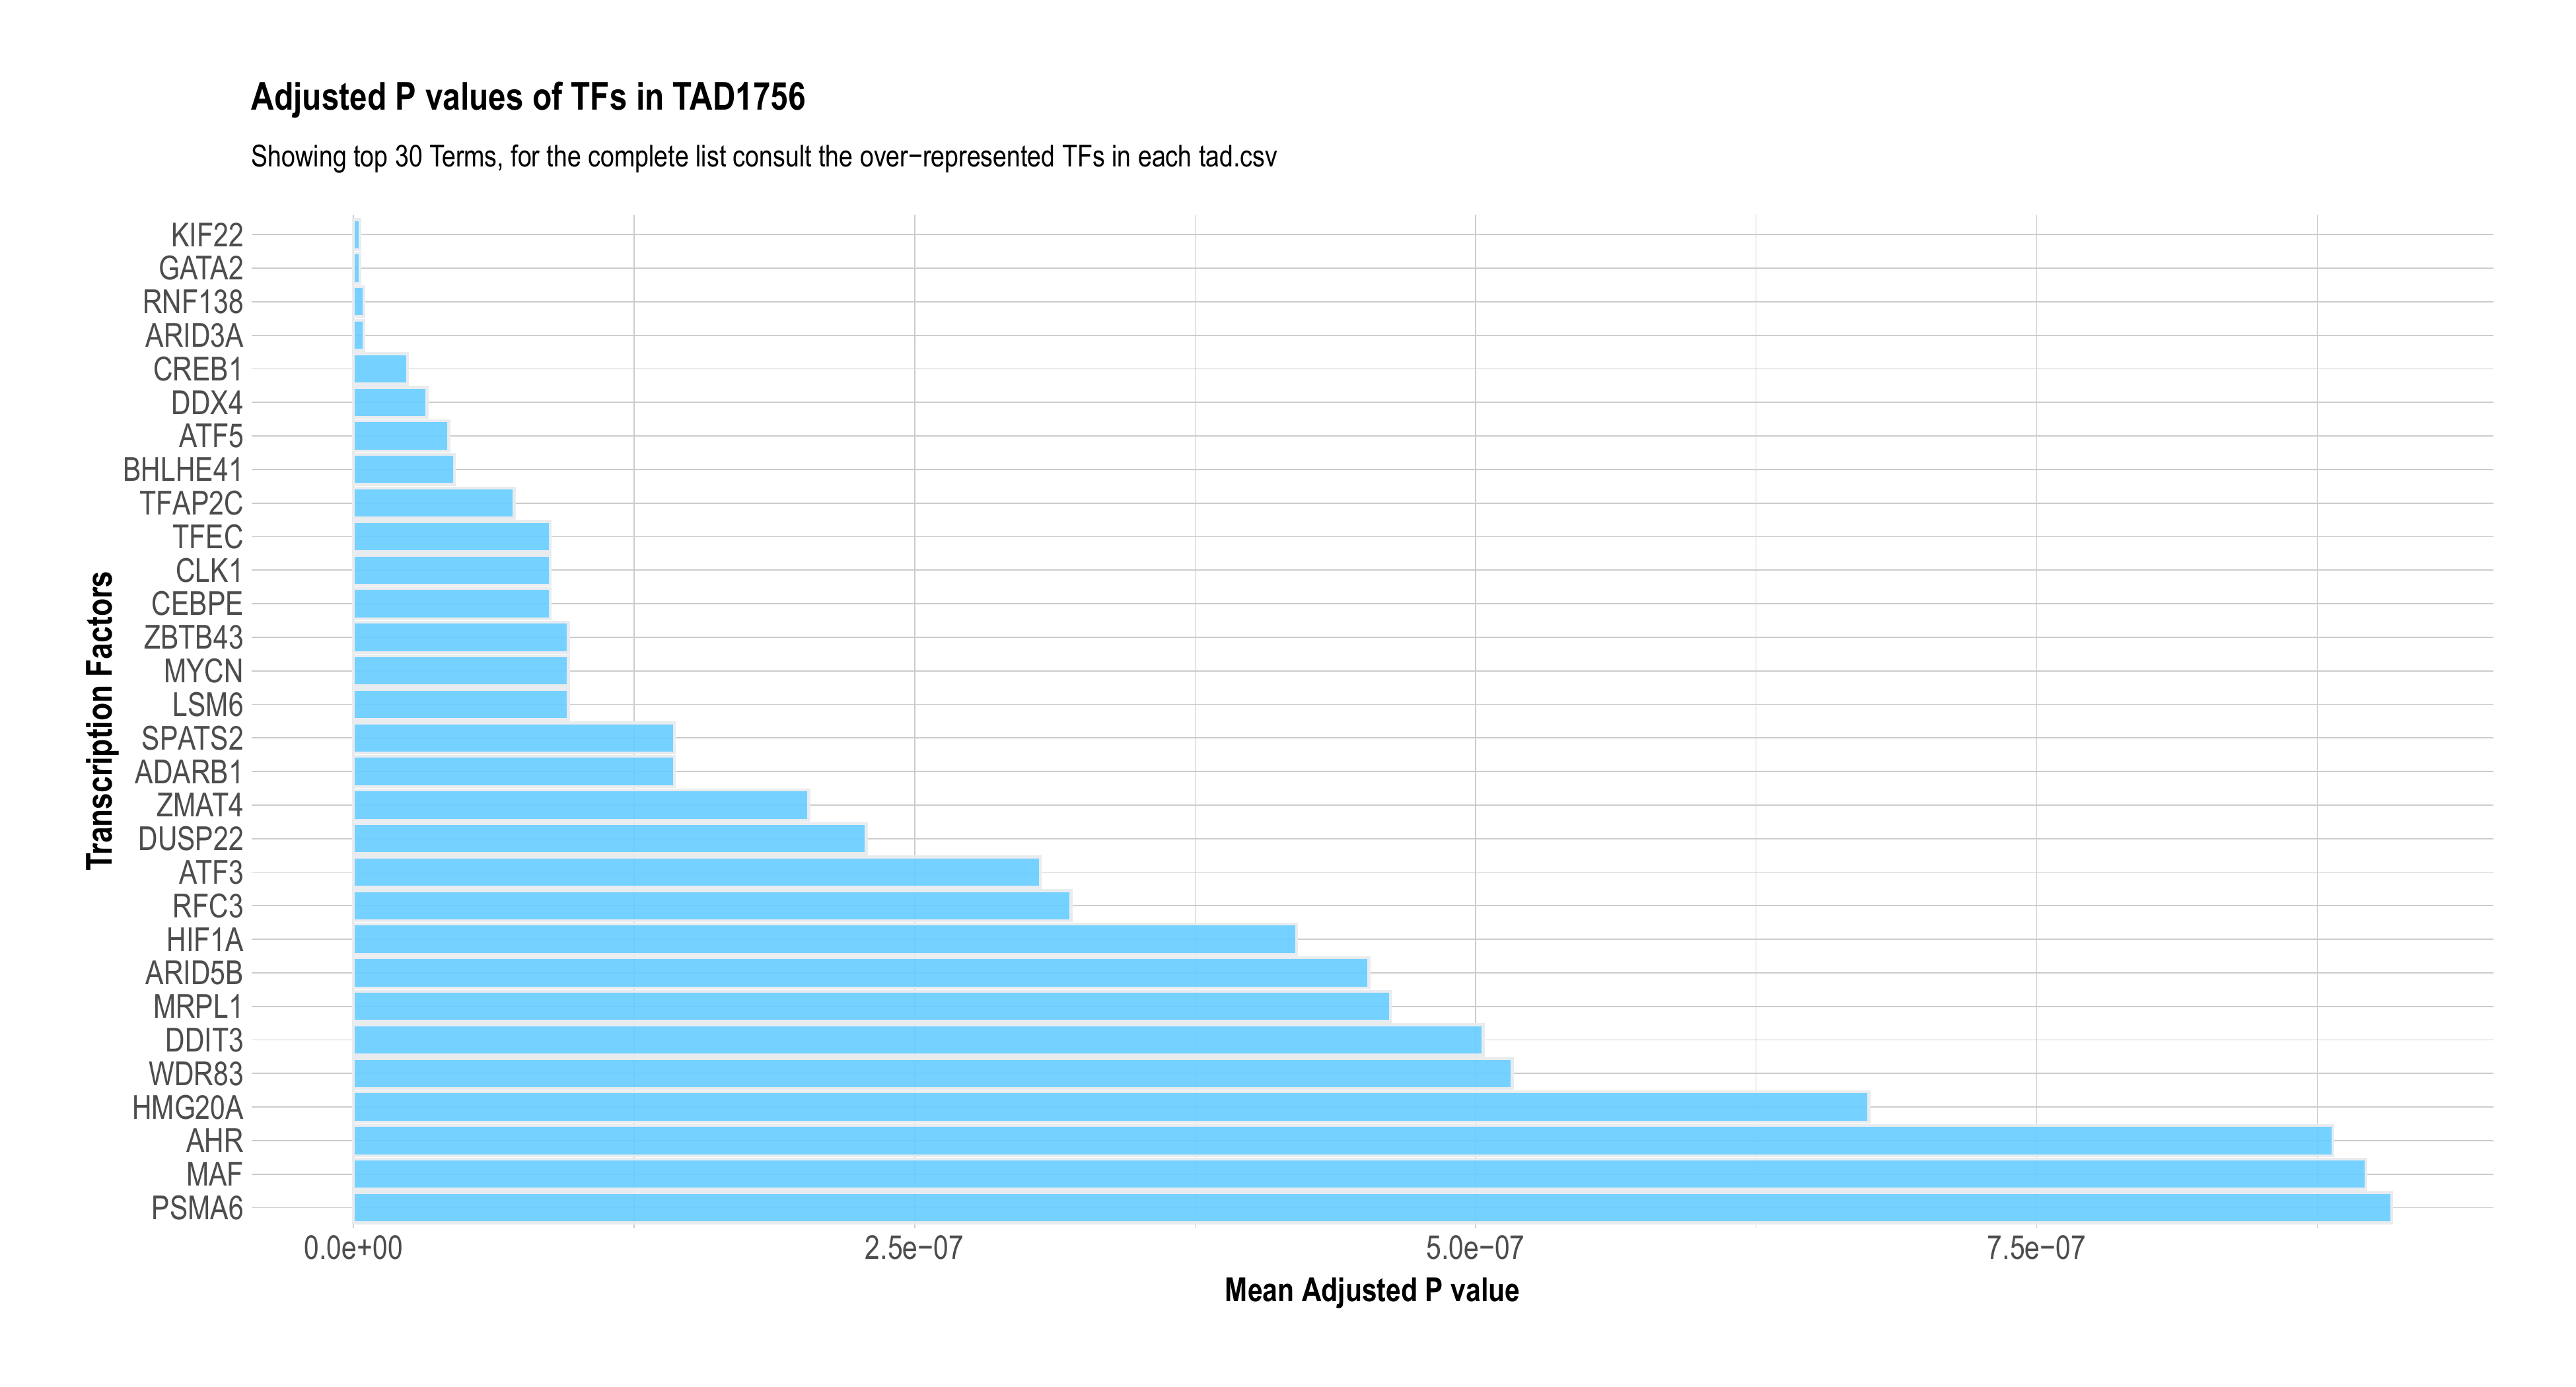 Adjusted P values of TFs in TAD1756
Showing top 30 Terms, for the complete list consult the over−represented TFs in each tad.csv
Transcription Factors
KIF22
GATA2
RNF138
ARID3A
CREB1
DDX4
ATF5
BHLHE41
TFAP2C
TFEC
CLK1
CEBPE
ZBTB43
MYCN
LSM6
SPATS2
ADARB1
ZMAT4
DUSP22
ATF3
RFC3
HIF1A
ARID5B
MRPL1
DDIT3
WDR83
HMG20A
AHR
MAF
PSMA6
0.0e+00 2.5e−07 5.0e−07 7.5e−07
Mean Adjusted P value